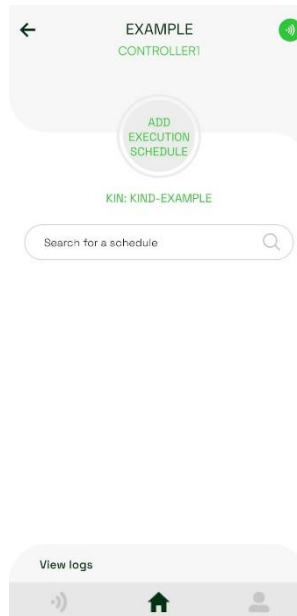 EXAMPLE
CONTROLLER1
ADD
EXECUTION
SCHEDULE
KIN: KIND-EXAMPLE
Search for a schedule
View logs